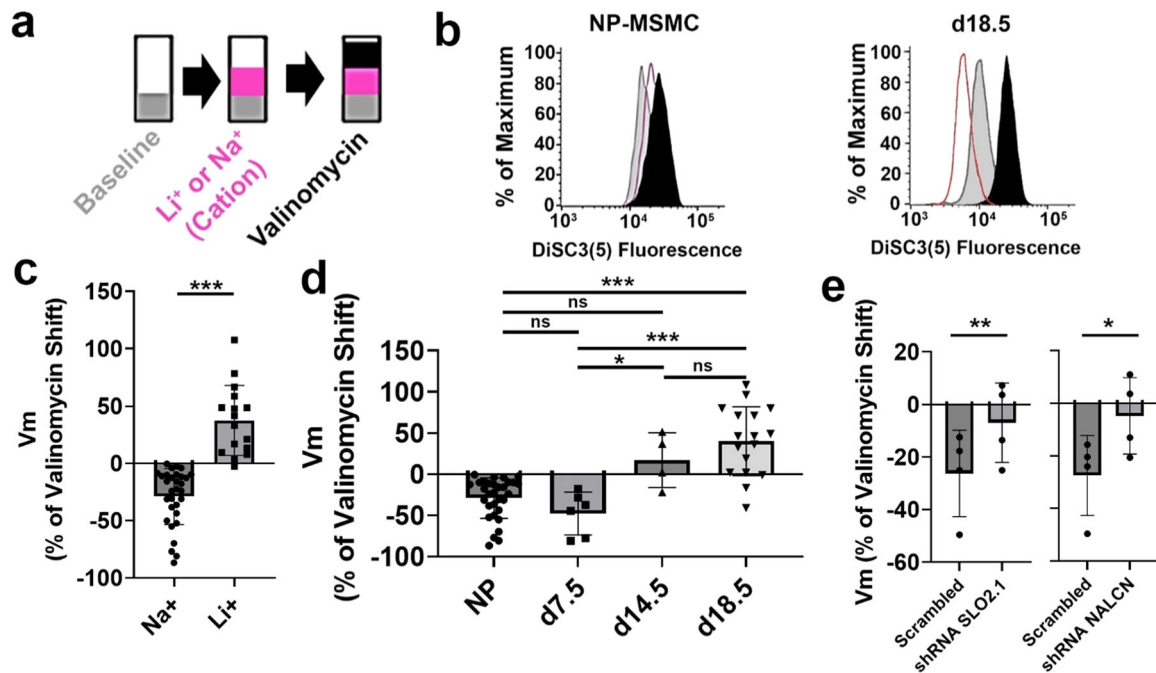 a
Baseline
Li⁺ or Na⁺
(Cation)
Valinomycin
b
NP-MSMC
% of Maximum
100
80
60
40
20
0
10³
10⁴
10⁵
DiSC3(5) Fluorescence
d18.5
% of Maximum
100
80
60
40
20
0
10³
10⁴
10⁵
DiSC3(5) Fluorescence
c
Vm
(% of Valinomycin Shift)
150
100
50
0
-50
-100
***
Na+
Li+
d
Vm
(% of Valinomycin Shift)
150
100
50
0
-50
-100
***
ns
ns
***
*
ns
NP
d7.5
d14.5
d18.5
e
Vm (% of Valinomycin Shift)
20
0
-20
-40
-60
**
*
Scrambled
shRNA SLO2.1
Scrambled
shRNA NALCN